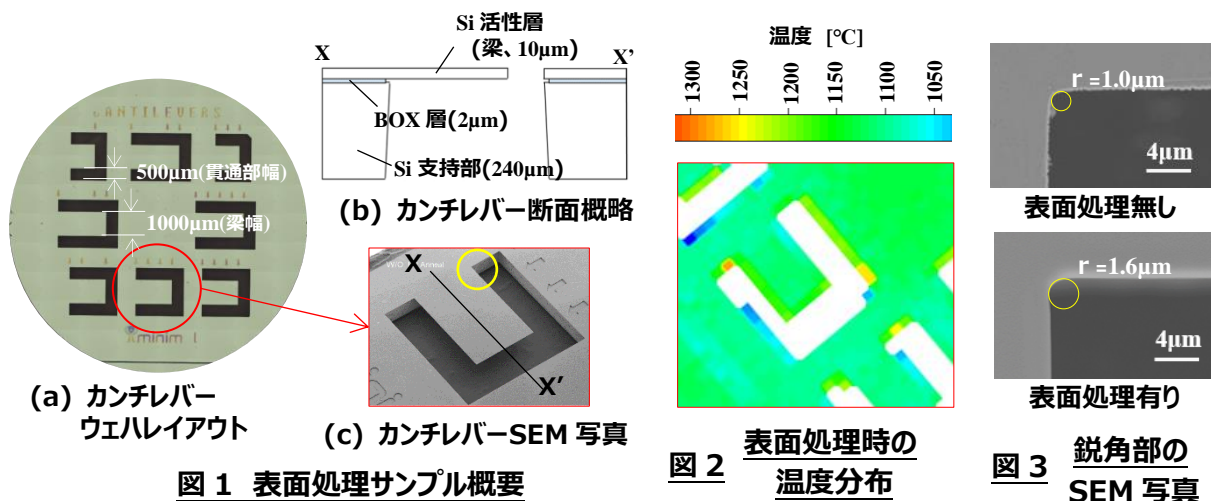 CANTILEVERS
500μm(貫通部幅)
1000μm(梁幅)
minim l
(a) カンチレバー
ウェハレイアウト
X
Si 活性層
(梁、10μm)
X'
BOX 層(2μm)
Si 支持部(240μm)
(b) カンチレバー断面概略
W/O Anneal
X
X'
(c) カンチレバーSEM 写真
図 1 表面処理サンプル概要
温度 [℃]
1300
1250
1200
1150
1100
1050
図 2 表面処理時の
温度分布
r =1.0μm
4μm
表面処理無し
r =1.6μm
4μm
表面処理有り
図 3 鋭角部の
SEM 写真